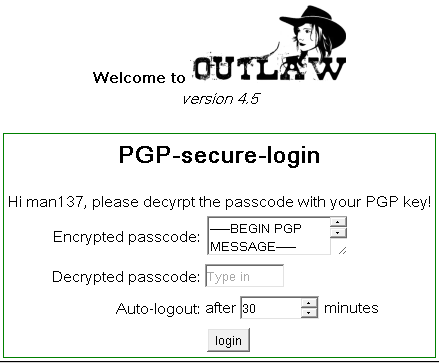 Welcome to OUTLAW
version 4.5
PGP-secure-login
Hi man137, please decyrpt the passcode with your PGP key!
Encrypted passcode: -----BEGIN PGP
MESSAGE-----
Decrypted passcode: Type in
Auto-logout: after 30 minutes
login